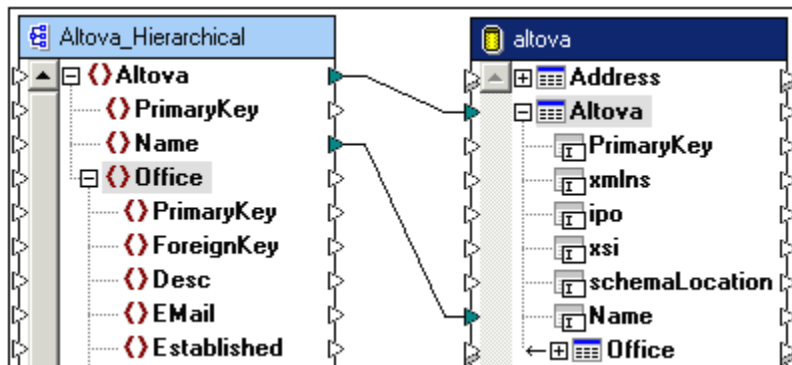 Altova_Hierarchical
Altova
PrimaryKey
Name
Office
PrimaryKey
ForeignKey
Desc
EMail
Established
altova
Address
Altova
PrimaryKey
xmlns
ipo
xsi
schemaLocation
Name
Office